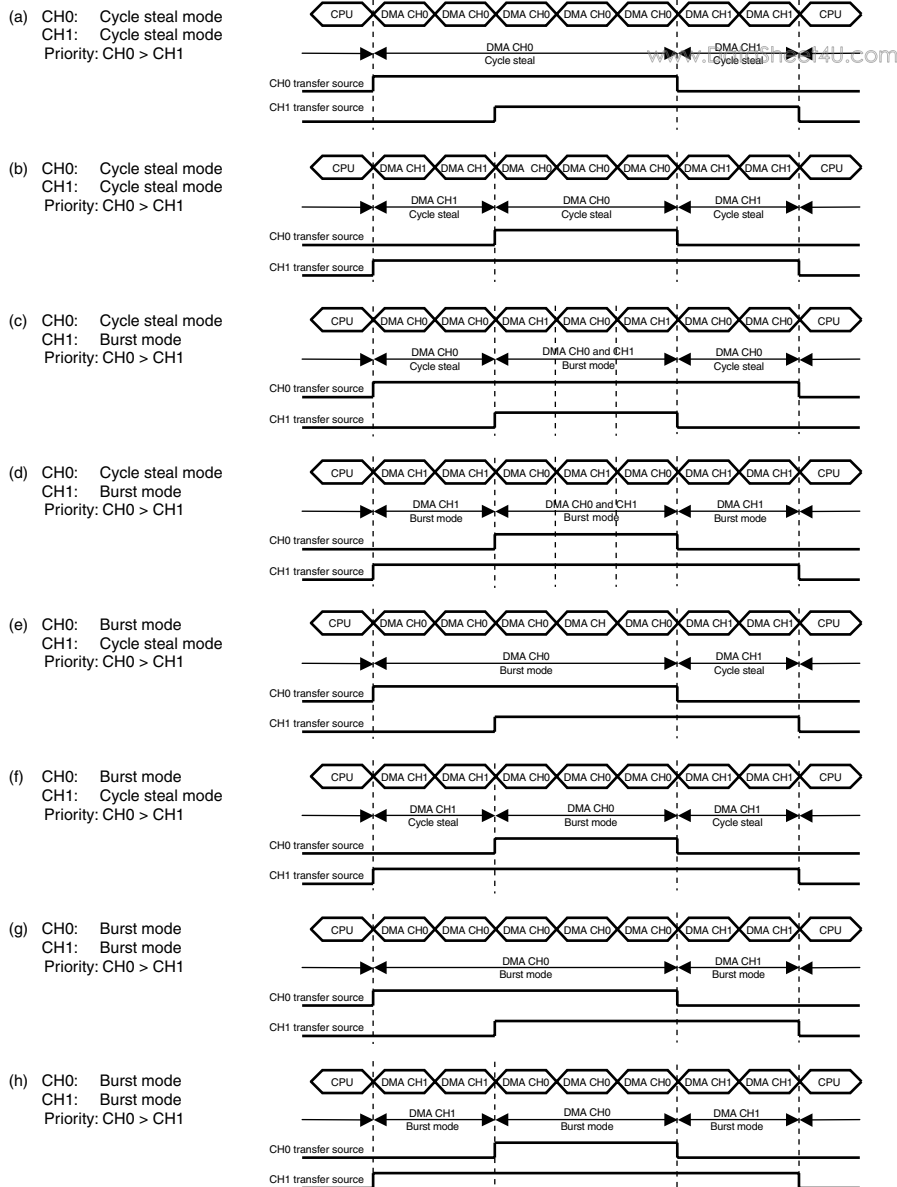 (a) CH0: Cycle steal mode
CH1: Cycle steal mode
Priority: CH0 > CH1
CPU DMA CH0 DMA CH0 DMA CH0 DMA CH0 DMA CH0 DMA CH1 DMA CH1 CPU
DMA CH0 DMA CH1
Cycle steal Cycle steal
www.DataSheet4U.com
CH0 transfer source
CH1 transfer source
(b) CH0: Cycle steal mode
CH1: Cycle steal mode
Priority: CH0 > CH1
CPU DMA CH1 DMA CH1 DMA CH0 DMA CH0 DMA CH0 DMA CH1 DMA CH1 CPU
DMA CH1 DMA CH0 DMA CH1
Cycle steal Cycle steal Cycle steal
CH0 transfer source
CH1 transfer source
(c) CH0: Cycle steal mode
CH1: Burst mode
Priority: CH0 > CH1
CPU DMA CH0 DMA CH0 DMA CH1 DMA CH0 DMA CH1 DMA CH0 DMA CH0 CPU
DMA CH0 DMA CH0 and CH1 DMA CH0
Cycle steal Burst mode Cycle steal
CH0 transfer source
CH1 transfer source
(d) CH0: Cycle steal mode
CH1: Burst mode
Priority: CH0 > CH1
CPU DMA CH1 DMA CH1 DMA CH0 DMA CH1 DMA CH0 DMA CH1 DMA CH1 CPU
DMA CH1 DMA CH0 and CH1 DMA CH1
Burst mode Burst mode Burst mode
CH0 transfer source
CH1 transfer source
(e) CH0: Burst mode
CH1: Cycle steal mode
Priority: CH0 > CH1
CPU DMA CH0 DMA CH0 DMA CH0 DMA CH DMA CH0 DMA CH1 DMA CH1 CPU
DMA CH0 DMA CH1
Burst mode Cycle steal
CH0 transfer source
CH1 transfer source
(f) CH0: Burst mode
CH1: Cycle steal mode
Priority: CH0 > CH1
CPU DMA CH1 DMA CH1 DMA CH0 DMA CH0 DMA CH0 DMA CH1 DMA CH1 CPU
DMA CH1 DMA CH0 DMA CH1
Cycle steal Burst mode Cycle steal
CH0 transfer source
CH1 transfer source
(g) CH0: Burst mode
CH1: Burst mode
Priority: CH0 > CH1
CPU DMA CH0 DMA CH0 DMA CH0 DMA CH0 DMA CH0 DMA CH1 DMA CH1 CPU
DMA CH0 DMA CH1
Burst mode Burst mode
CH0 transfer source
CH1 transfer source
(h) CH0: Burst mode
CH1: Burst mode
Priority: CH0 > CH1
CPU DMA CH1 DMA CH1 DMA CH0 DMA CH0 DMA CH0 DMA CH1 DMA CH1 CPU
DMA CH1 DMA CH0 DMA CH1
Burst mode Burst mode Burst mode
CH0 transfer source
CH1 transfer source